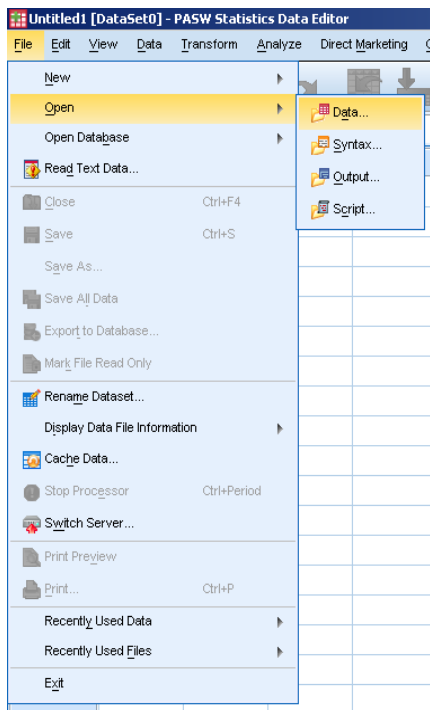 Untitled1 [DataSet0] - PASW Statistics Data Editor
File Edit View Data Transform Analyze Direct Marketing
New
Open
Data...
Open Database
Syntax...
Read Text Data...
Output...
Close Ctrl+F4
Script...
Save Ctrl+S
Save As...
Save All Data
Export to Database...
Mark File Read Only
Rename Dataset...
Display Data File Information
Cache Data...
Stop Processor Ctrl+Period
Switch Server...
Print Preview
Print... Ctrl+P
Recently Used Data
Recently Used Files
Exit